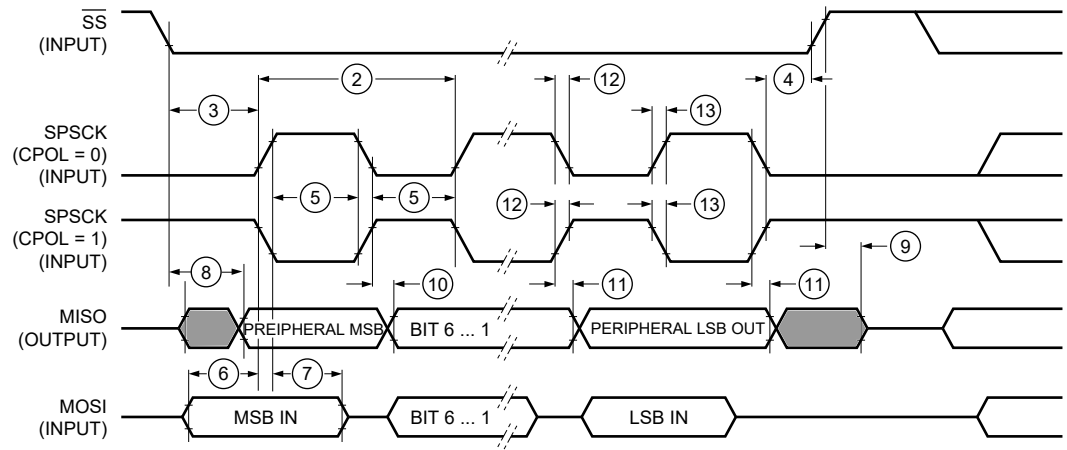 SS
(INPUT)
2
12
4
3
13
SPSCK
(CPOL = 0)
(INPUT)
5
5
12
13
SPSCK
(CPOL = 1)
(INPUT)
9
8
10
11
11
MISO
(OUTPUT)
PREIPHERAL MSB
BIT 6 ... 1
PERIPHERAL LSB OUT
6
7
MOSI
(INPUT)
MSB IN
BIT 6 ... 1
LSB IN